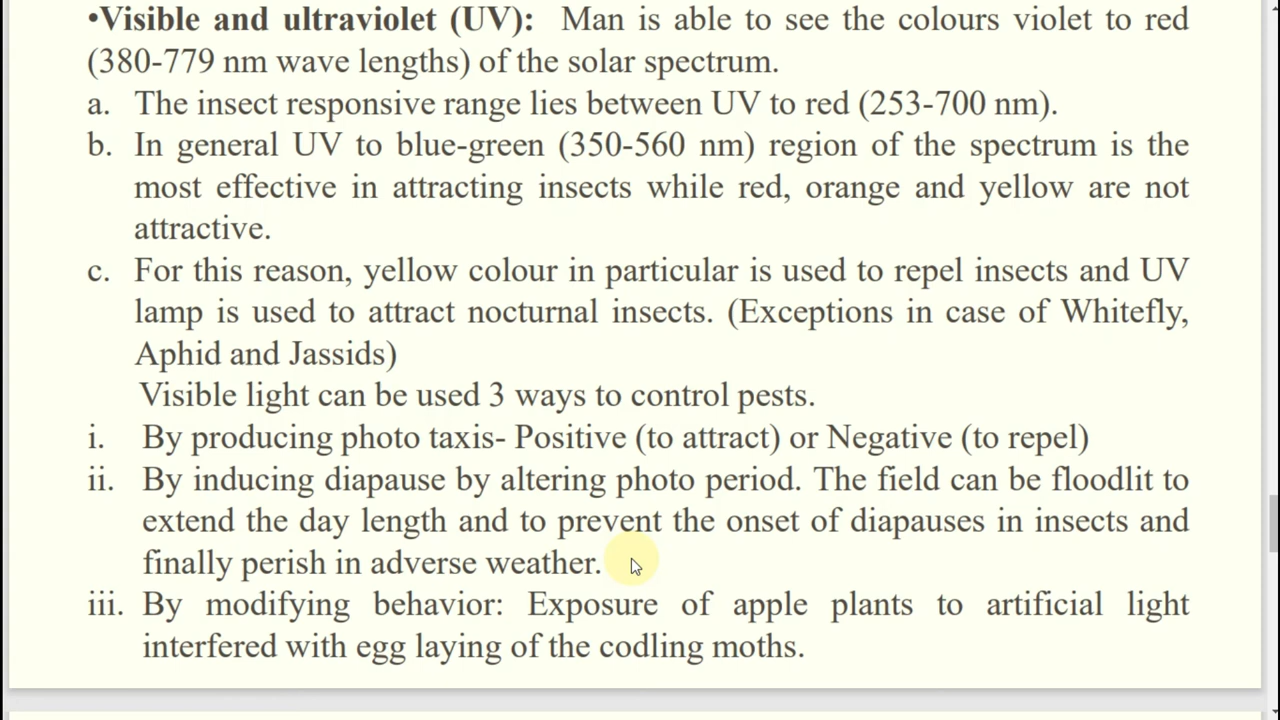 •Visible and ultraviolet (UV): Man is able to see the colours violet to red
(380-779 nm wave lengths) of the solar spectrum.
a. The insect responsive range lies between UV to red (253-700 nm).
b. In general UV to blue-green (350-560 nm) region of the spectrum is the
most effective in attracting insects while red, orange and yellow are not
attractive.
c. For this reason, yellow colour in particular is used to repel insects and UV
lamp is used to attract nocturnal insects. (Exceptions in case of Whitefly,
Aphid and Jassids)
Visible light can be used 3 ways to control pests.
i. By producing photo taxis- Positive (to attract) or Negative (to repel)
ii. By inducing diapause by altering photo period. The field can be floodlit to
extend the day length and to prevent the onset of diapauses in insects and
finally perish in adverse weather.
iii. By modifying behavior: Exposure of apple plants to artificial light
interfered with egg laying of the codling moths.